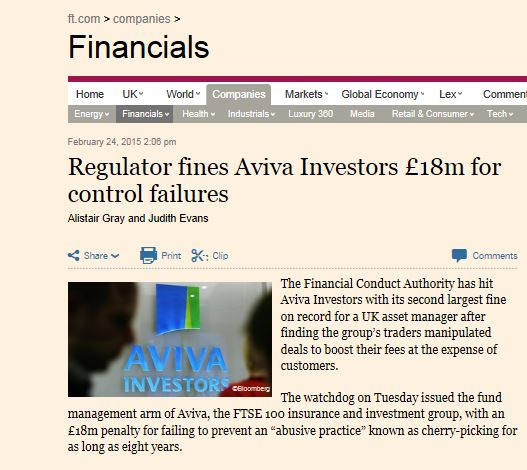 ft.com > companies >
Financials
Home UK World Companies Markets Global Economy Lex Comment
Energy Financials Health Industrials Luxury 360 Media Retail & Consumer Tech
February 24, 2015 2:06 pm
Regulator fines Aviva Investors £18m for
control failures
Alistair Gray and Judith Evans
Share Print Clip Comments
The Financial Conduct Authority has hit
Aviva Investors with its second largest fine
on record for a UK asset manager after
finding the group's traders manipulated
deals to boost their fees at the expense of
customers.
AVIVA
INVESTORS
©Bloomberg
The watchdog on Tuesday issued the fund
management arm of Aviva, the FTSE 100 insurance and investment group, with an
£18m penalty for failing to prevent an “abusive practice” known as cherry-picking for
as long as eight years.